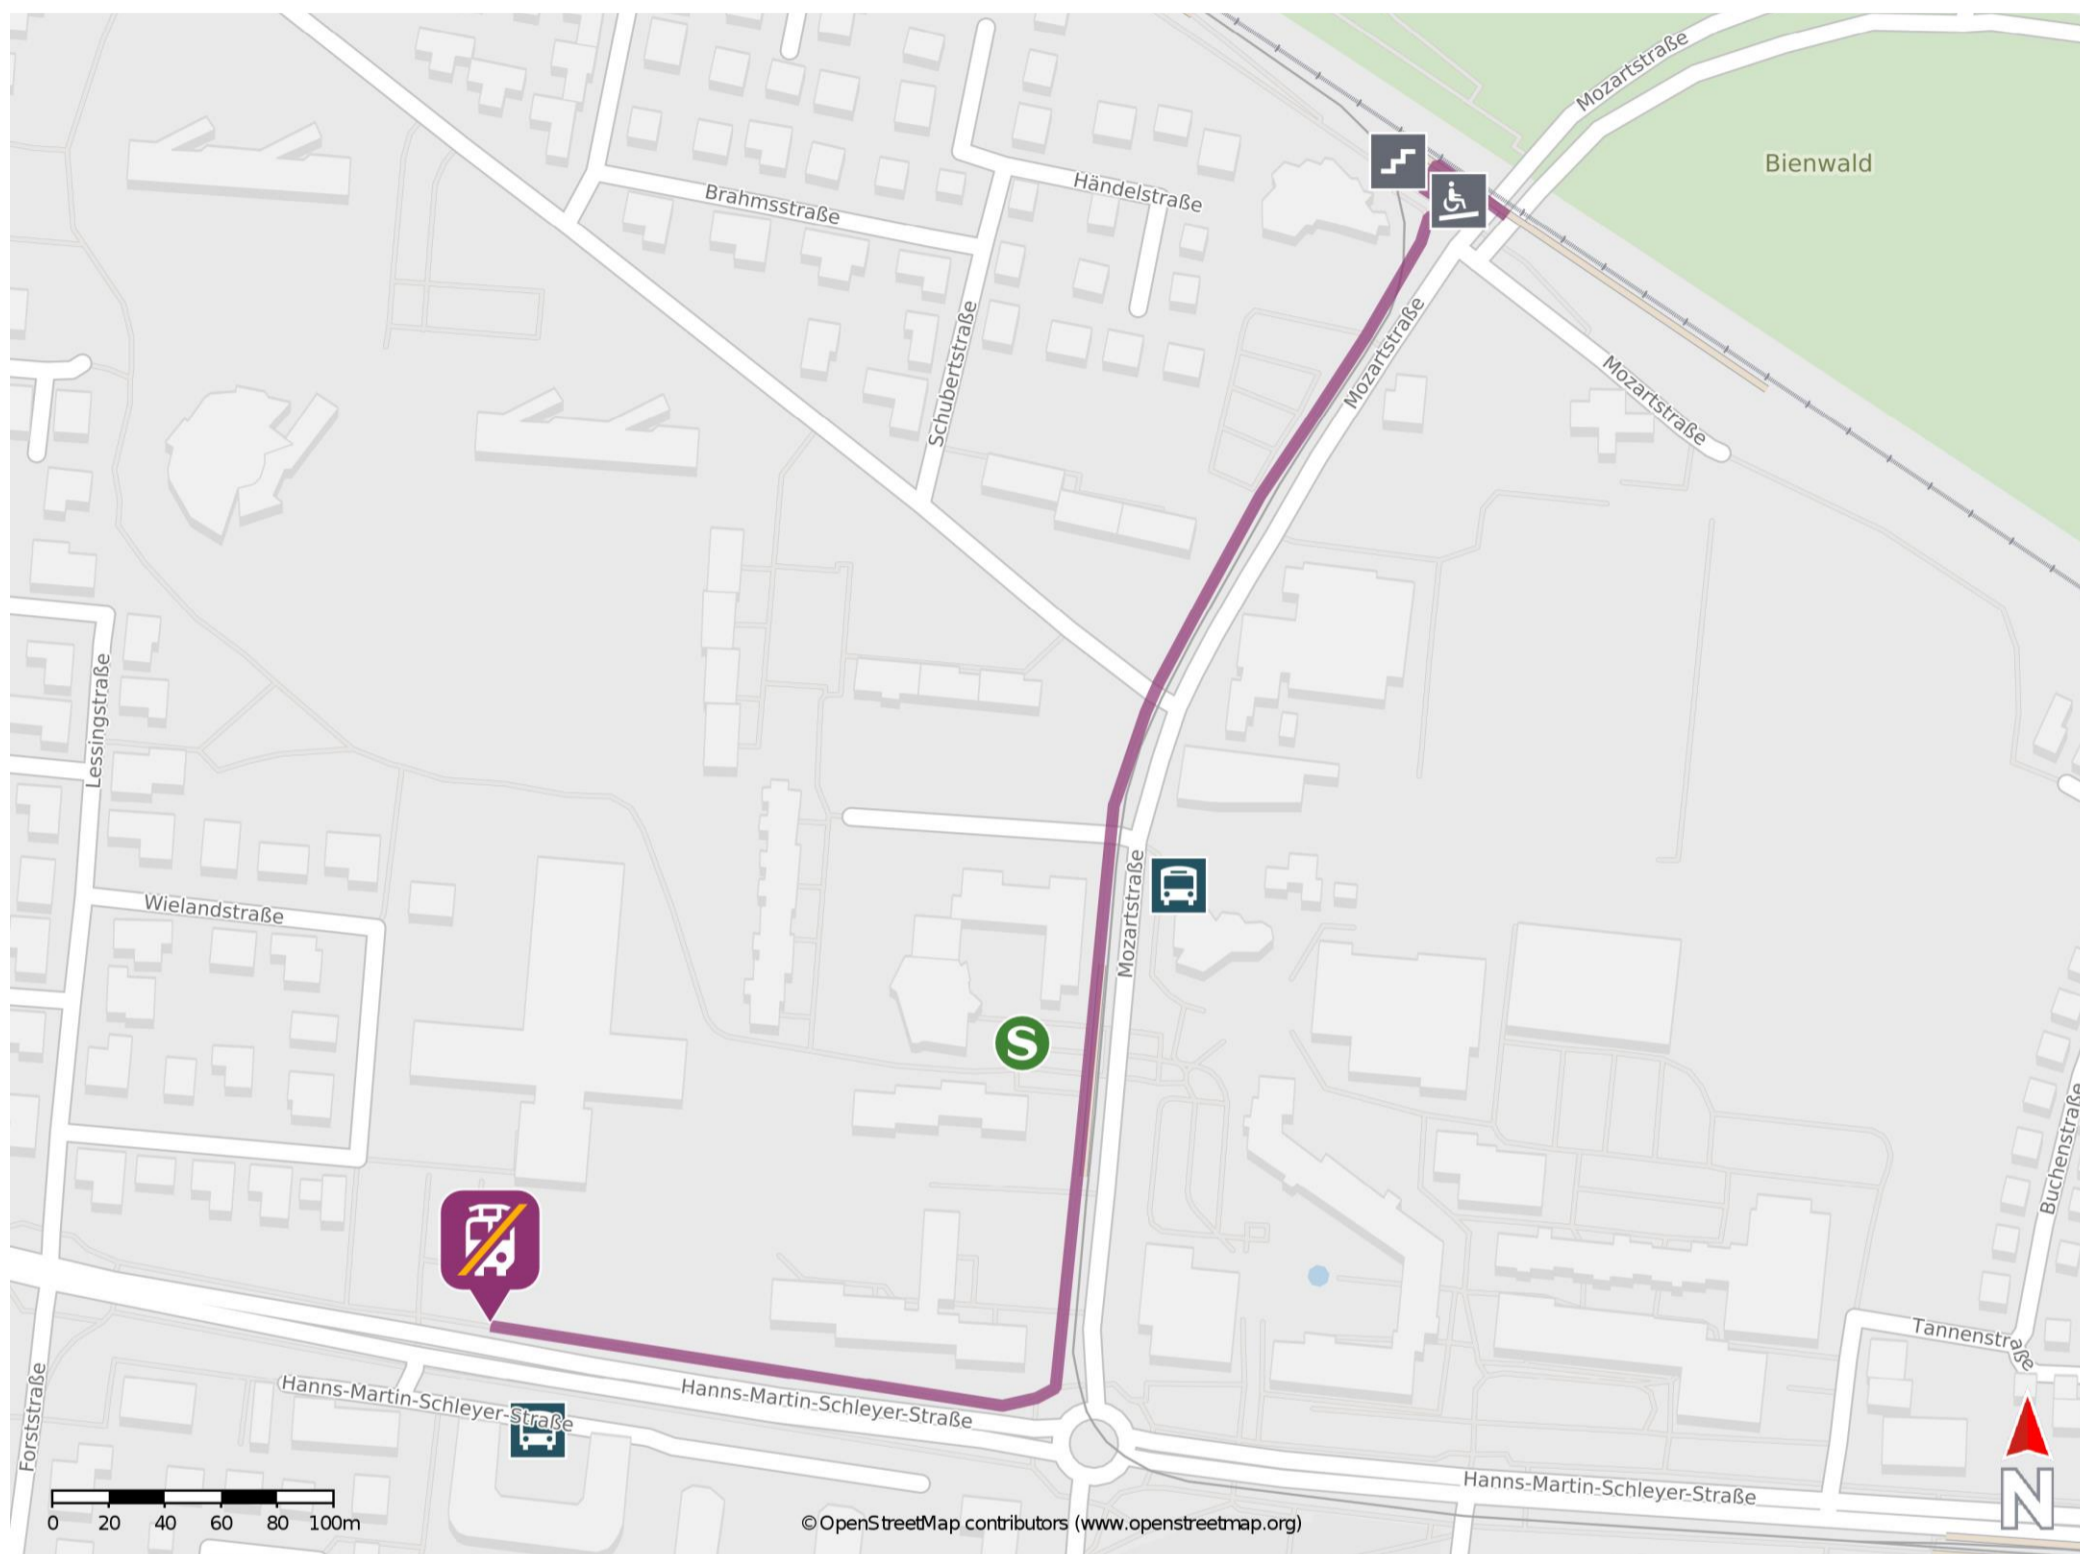 Mozartstraße
Bienwald
Brahmsstraße
Händelstraße
Schubertstraße
Mozartstraße
Mozartstraße
Lessingstraße
Wielandstraße
Mozartstraße
S
Buchenstraße
Tannenstraße
Forststraße
Hanns-Martin-Schleyer-Straße
Hanns-Martin-Schleyer-Straße
Hanns-Martin-Schleyer-Straße
N
0 20 40 60 80 100m
©OpenStreetMap contributors (www.openstreetmap.org)